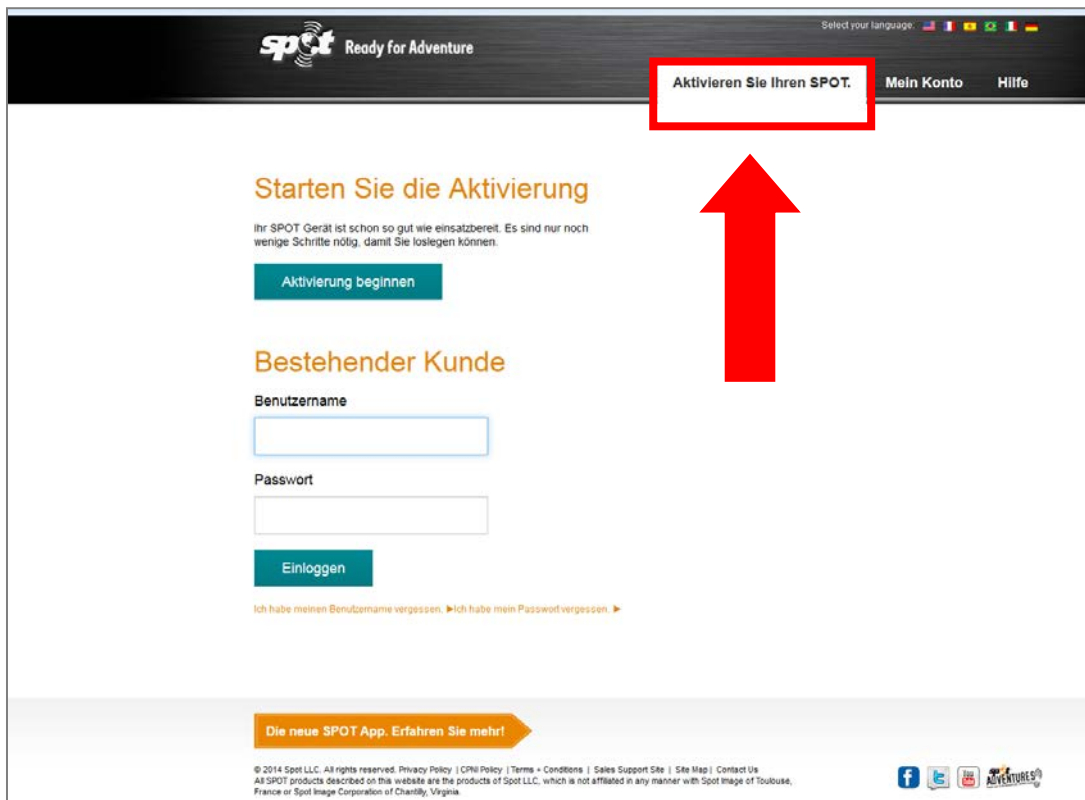 Select your language:
spot Ready for Adventure
Aktivieren Sie Ihren SPOT. Mein Konto Hilfe
Starten Sie die Aktivierung
Ihr SPOT Gerät ist schon so gut wie einsatzbereit. Es sind nur noch
wenige Schritte nötig, damit Sie loslegen können.
Aktivierung beginnen
Bestehender Kunde
Benutzername
Passwort
Einloggen
Ich habe meinen Benutzername vergessen. ▶Ich habe mein Passwort vergessen. ▶
Die neue SPOT App. Erfahren Sie mehr!
© 2014 Spot LLC. All rights reserved. Privacy Policy | CPNI Policy | Terms + Conditions | Sales Support Site | Site Map | Contact Us
All SPOT products described on this website are the products of Spot LLC, which is not affiliated in any manner with Spot Image of Toulouse,
France or Spot Image Corporation of Chantilly, Virginia.
f You Tube SPOT ADVENTURES